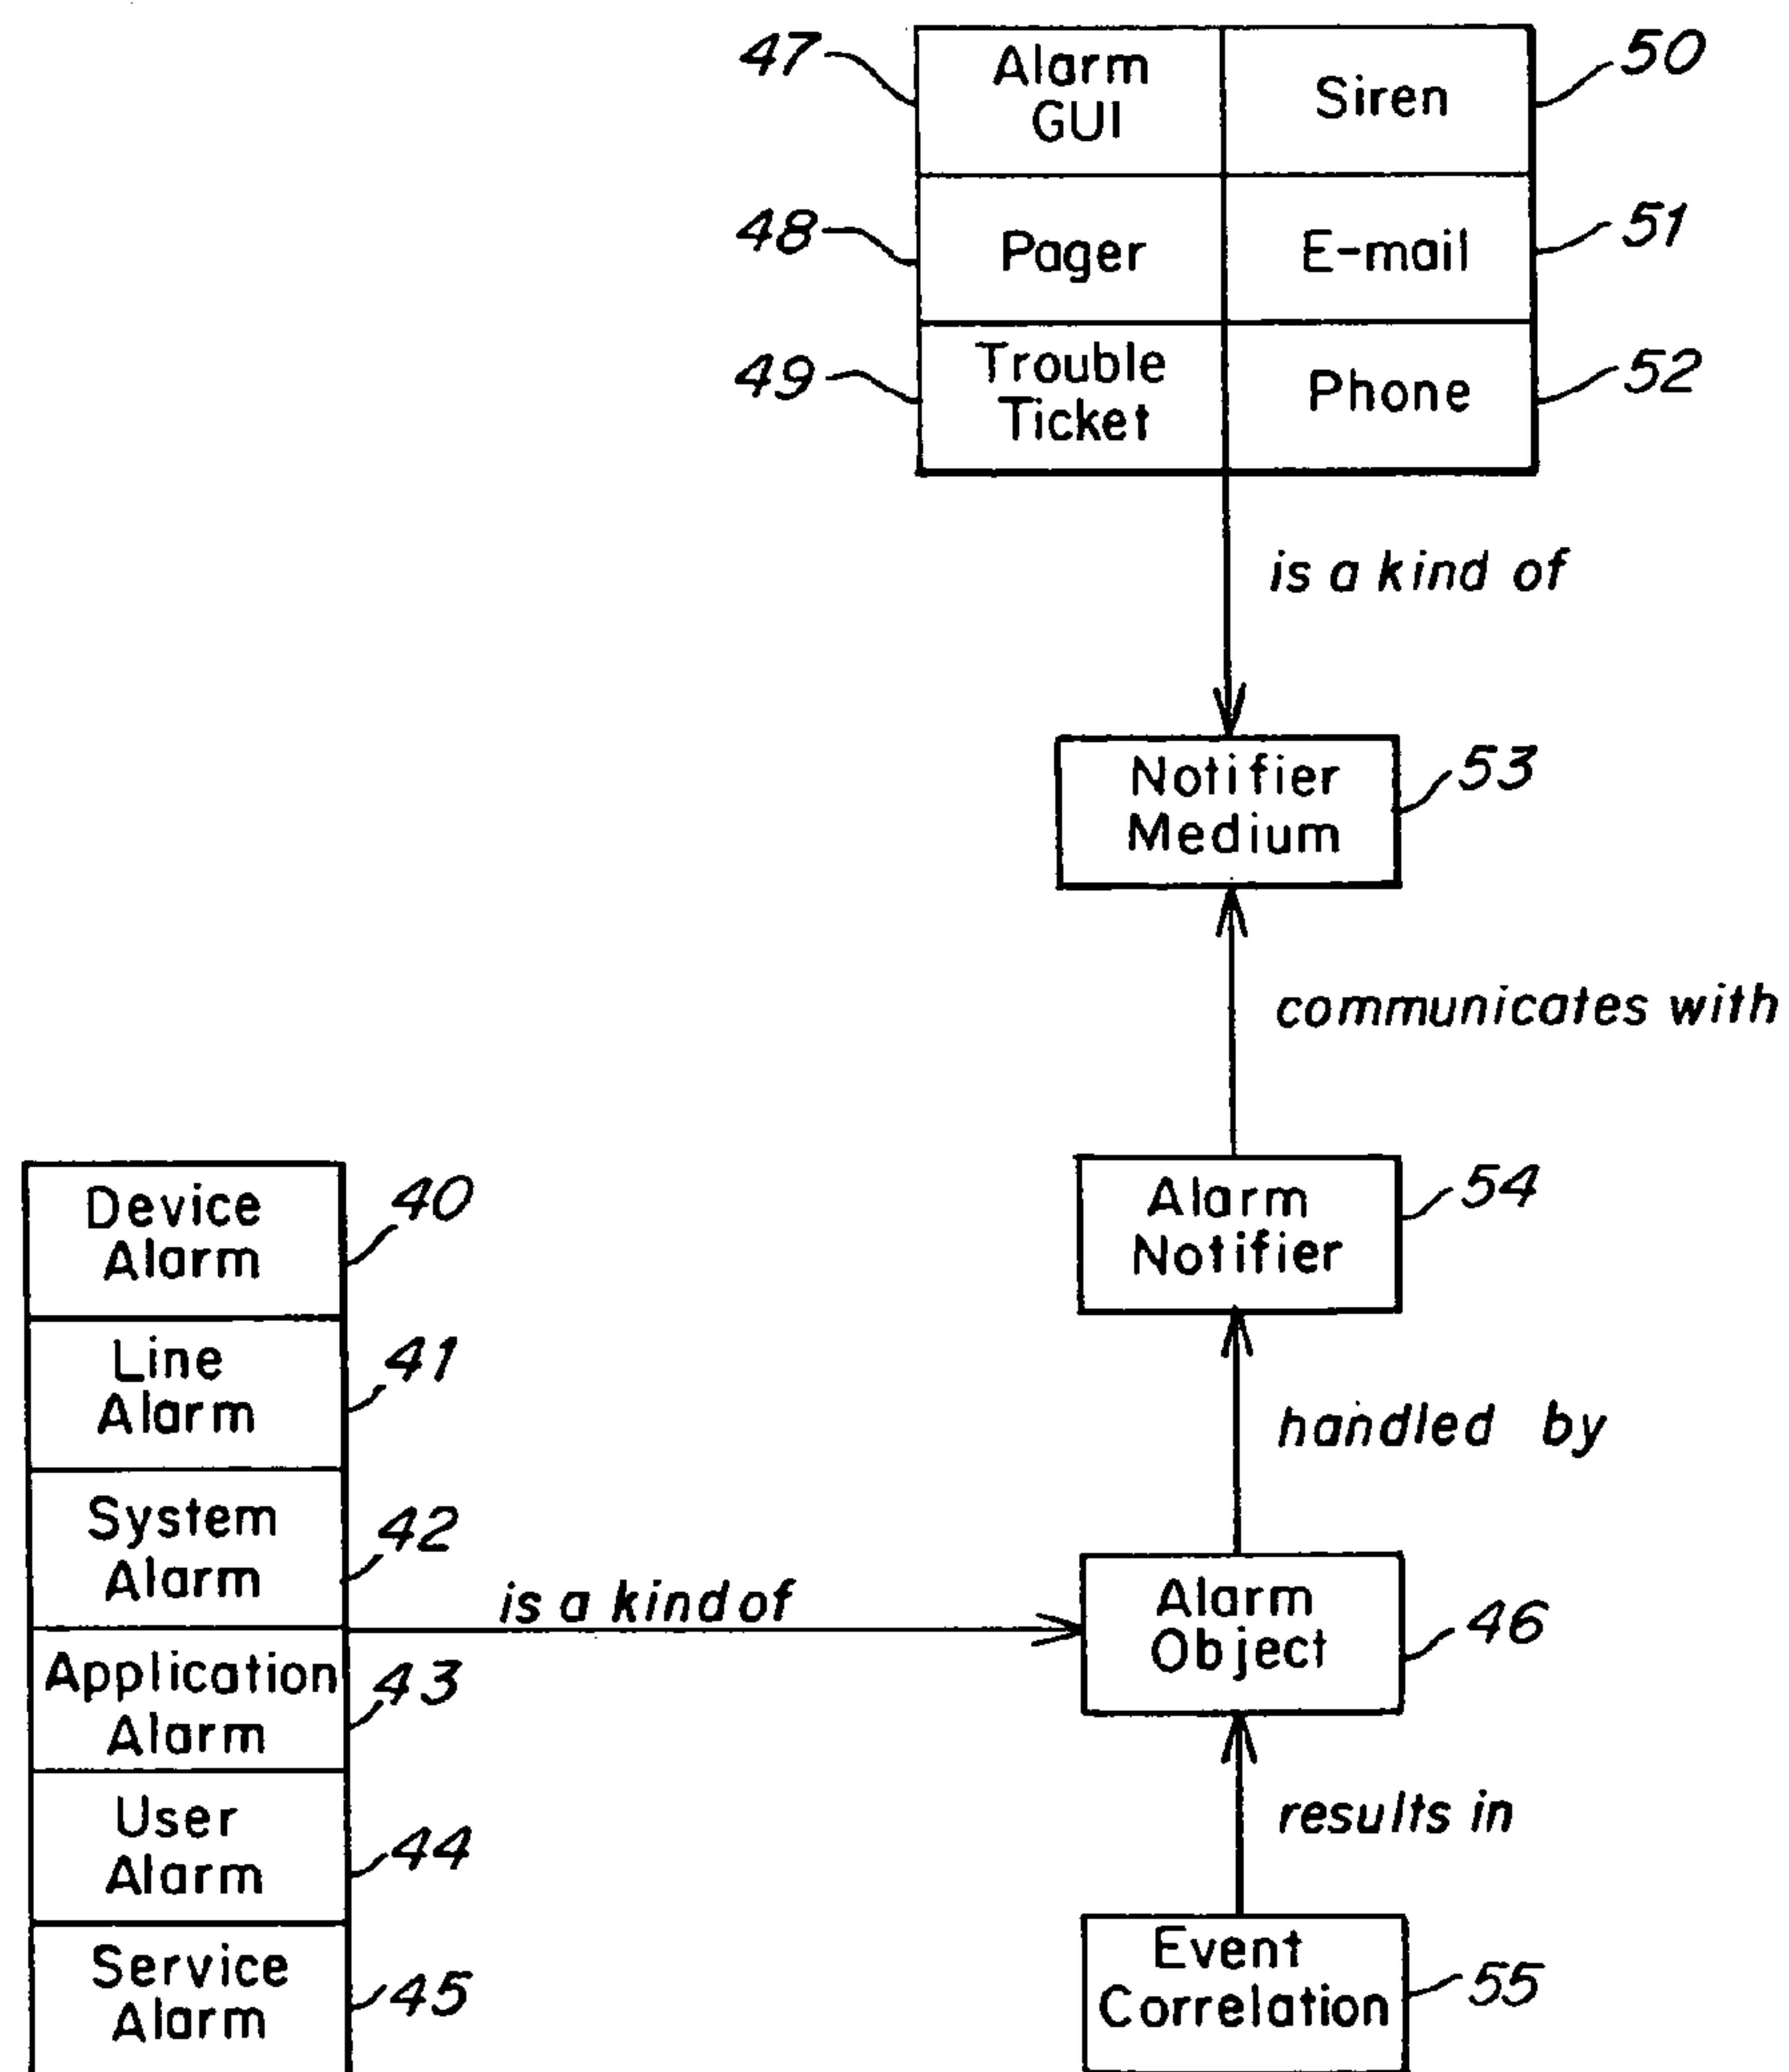 47
Alarm
GUI
Siren
50
48
Pager
E-mail
51
49
Trouble
Ticket
Phone
52
is a kind of
Notifier
Medium
53
communicates with
Alarm
Notifier
54
handled by
Device
Alarm
40
Line
Alarm
41
System
Alarm
42
Application
Alarm
43
User
Alarm
44
Service
Alarm
45
is a kind of
Alarm
Object
46
results in
Event
Correlation
55